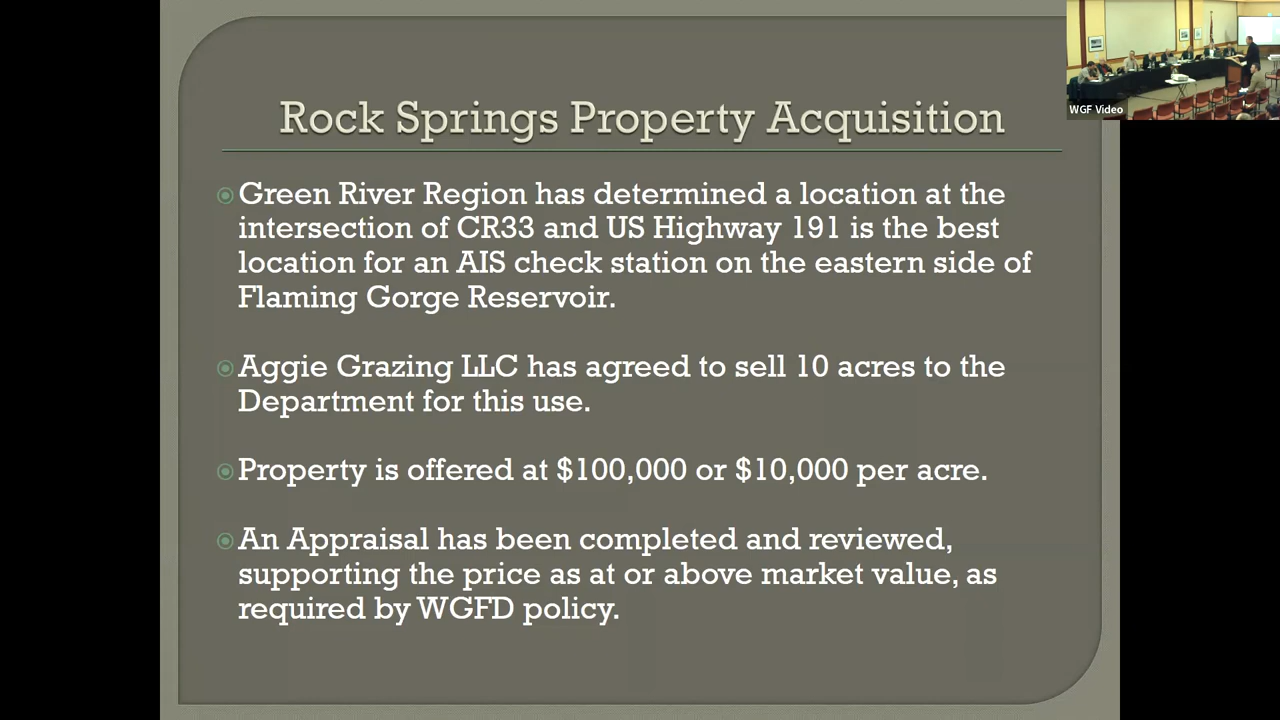 Rock Springs Property Acquisition
Green River Region has determined a location at the
intersection of CR33 and US Highway 191 is the best
location for an AIS check station on the eastern side of
Flaming Gorge Reservoir.
Aggie Grazing LLC has agreed to sell 10 acres to the
Department for this use.
Property is offered at $100,000 or $10,000 per acre.
An Appraisal has been completed and reviewed,
supporting the price as at or above market value, as
required by WGFD policy.
WGF Video